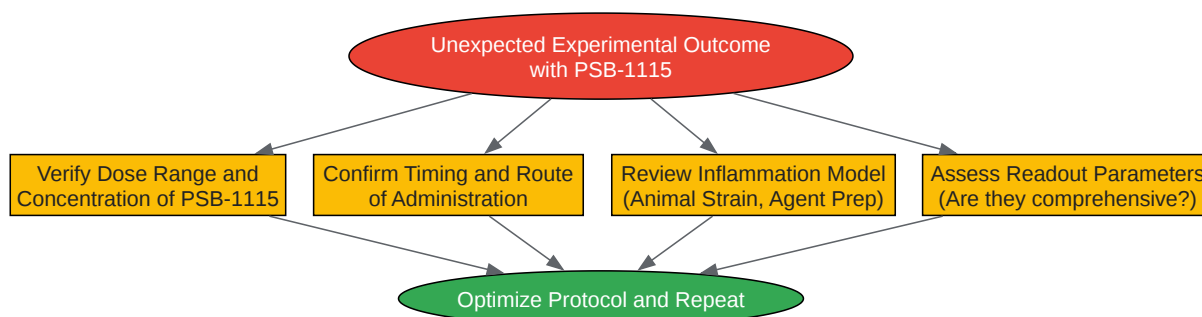 Unexpected Experimental Outcome
with PSB-1115
Verify Dose Range and
Concentration of PSB-1115
Confirm Timing and Route
of Administration
Review Inflammation Model
(Animal Strain, Agent Prep)
Assess Readout Parameters
(Are they comprehensive?)
Optimize Protocol and Repeat